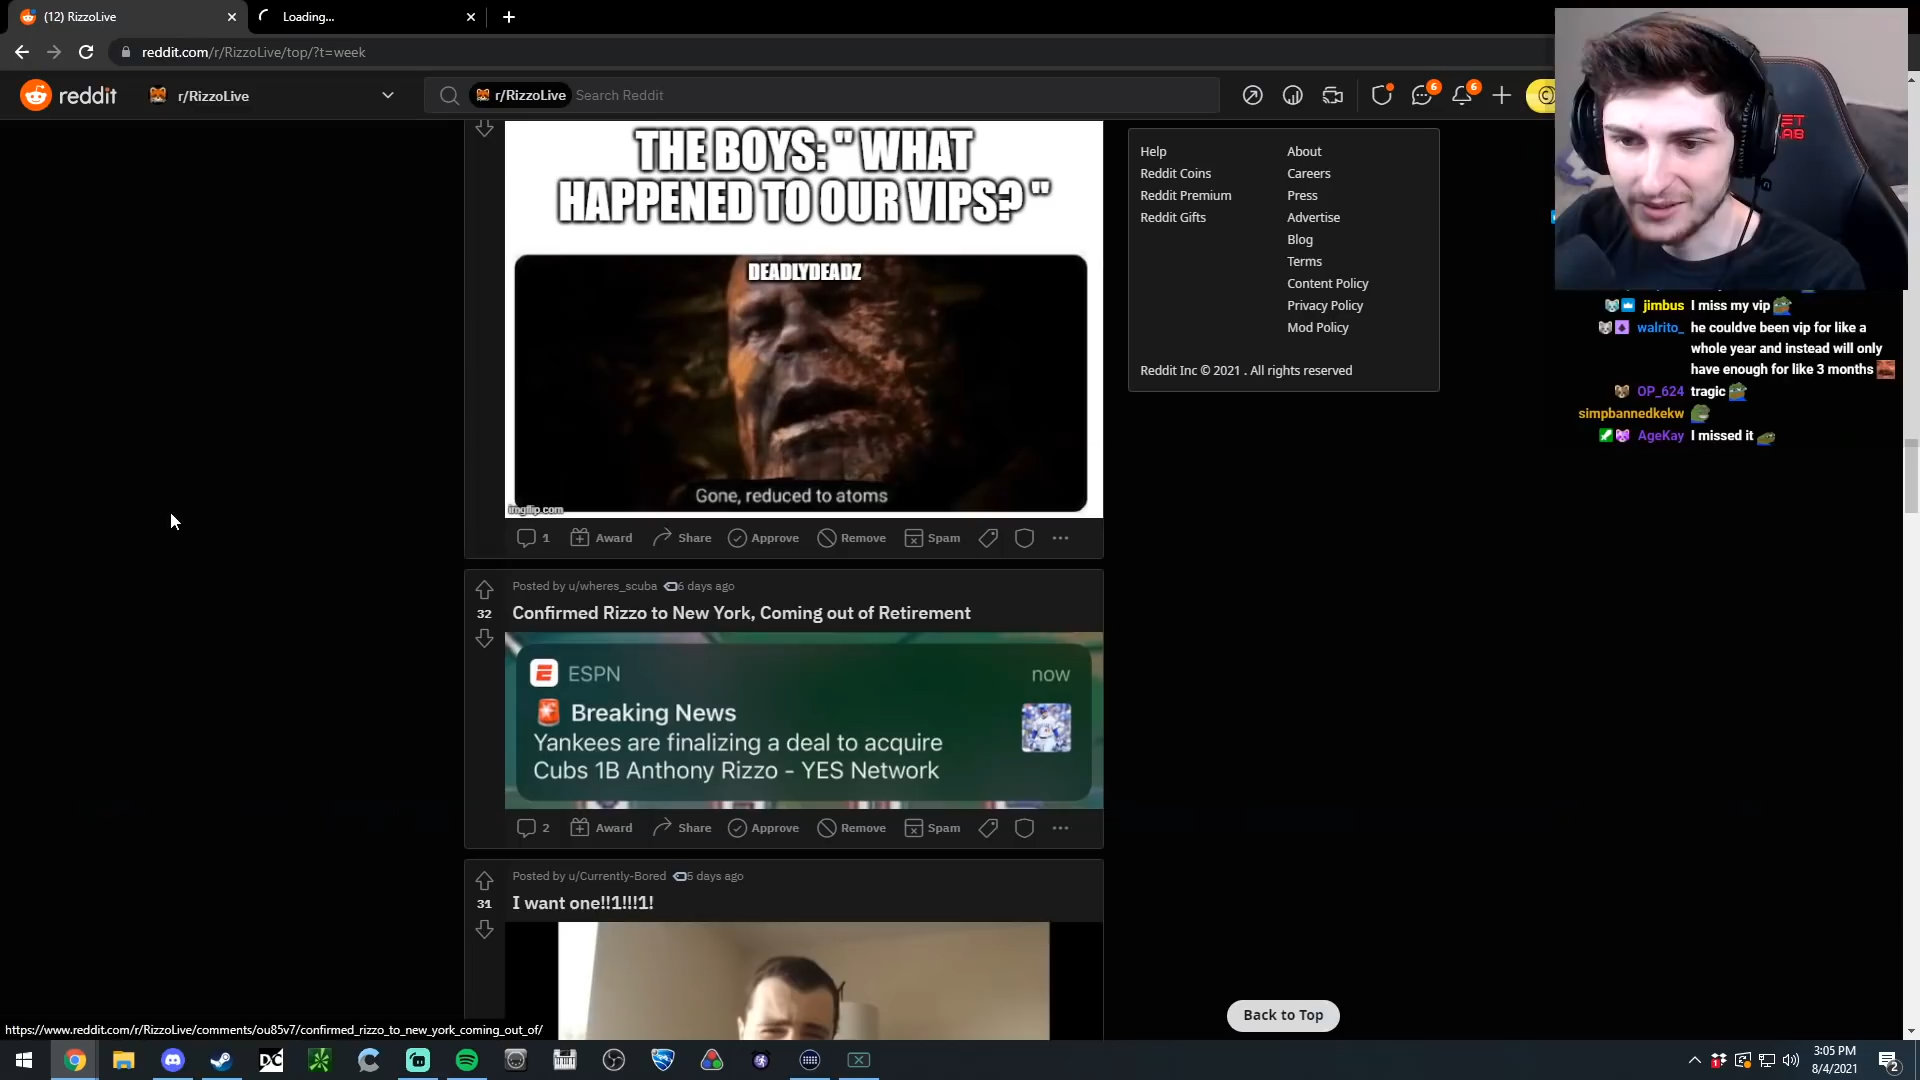 (12) RizzoLive
Loading...
reddit.com/r/RizzoLive/top/?t=week
reddit
r/RizzoLive
r/RizzoLive Search Reddit
6
6
THE BOYS: " WHAT
HAPPENED TO OUR VIPS? "
DEADLYDEADZ
Gone, reduced to atoms
imgflip.com
1 Award Share Approve Remove Spam
Posted by u/wheres_scuba 6 days ago
32
Confirmed Rizzo to New York, Coming out of Retirement
ESPN
now
Breaking News
Yankees are finalizing a deal to acquire
Cubs 1B Anthony Rizzo - YES Network
2 Award Share Approve Remove Spam
Posted by u/Currently-Bored 5 days ago
31
I want one!!1!!!1!
Help
About
Reddit Coins
Careers
Reddit Premium
Press
Reddit Gifts
Advertise
Blog
Terms
Content Policy
Privacy Policy
Mod Policy
Reddit Inc © 2021 . All rights reserved
Back to Top
jimbus I miss my vip
walrito_ he couldve been vip for like a
whole year and instead will only
have enough for like 3 months
OP_624 tragic
simpbannedkekw
AgeKay I missed it
https://www.reddit.com/r/RizzoLive/comments/ou85v7/confirmed_rizzo_to_new_york_coming_out_of/
DC
3:05 PM
8/4/2021
2